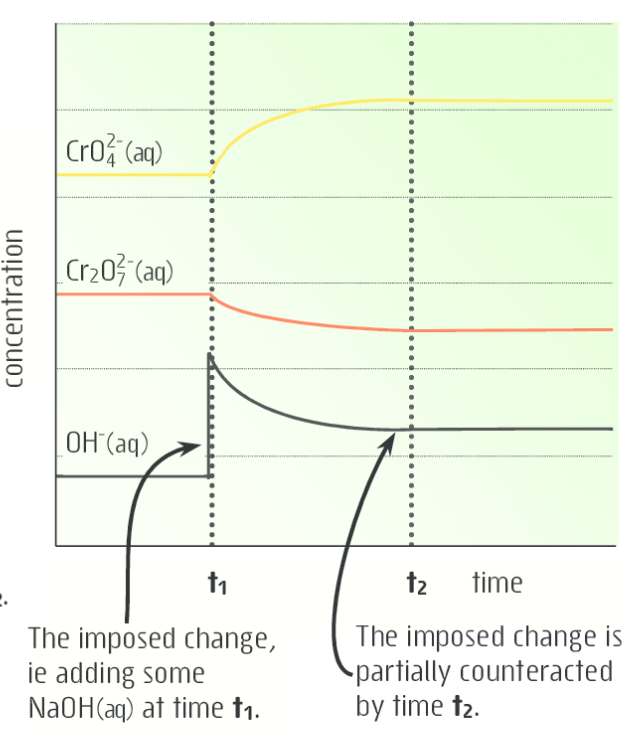 concentration
CrO₄²⁻(aq)
Cr₂O₇²⁻(aq)
OH⁻(aq)
t₁ t₂ time
2.
The imposed change,
ie adding some
NaOH(aq) at time t₁.
The imposed change is
partially counteracted
by time t₂.